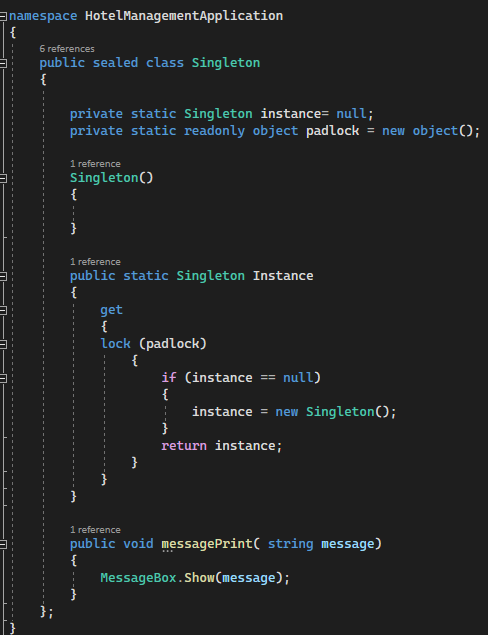 namespace HotelManagementApplication
{
6 references
public sealed class Singleton
{
private static Singleton instance= null;
private static readonly object padlock = new object();
1 reference
Singleton()
{
}
1 reference
public static Singleton Instance
{
get
{
lock (padlock)
{
if (instance == null)
{
instance = new Singleton();
}
return instance;
}
}
}
1 reference
public void messagePrint( string message)
{
MessageBox.Show(message);
}
};
}